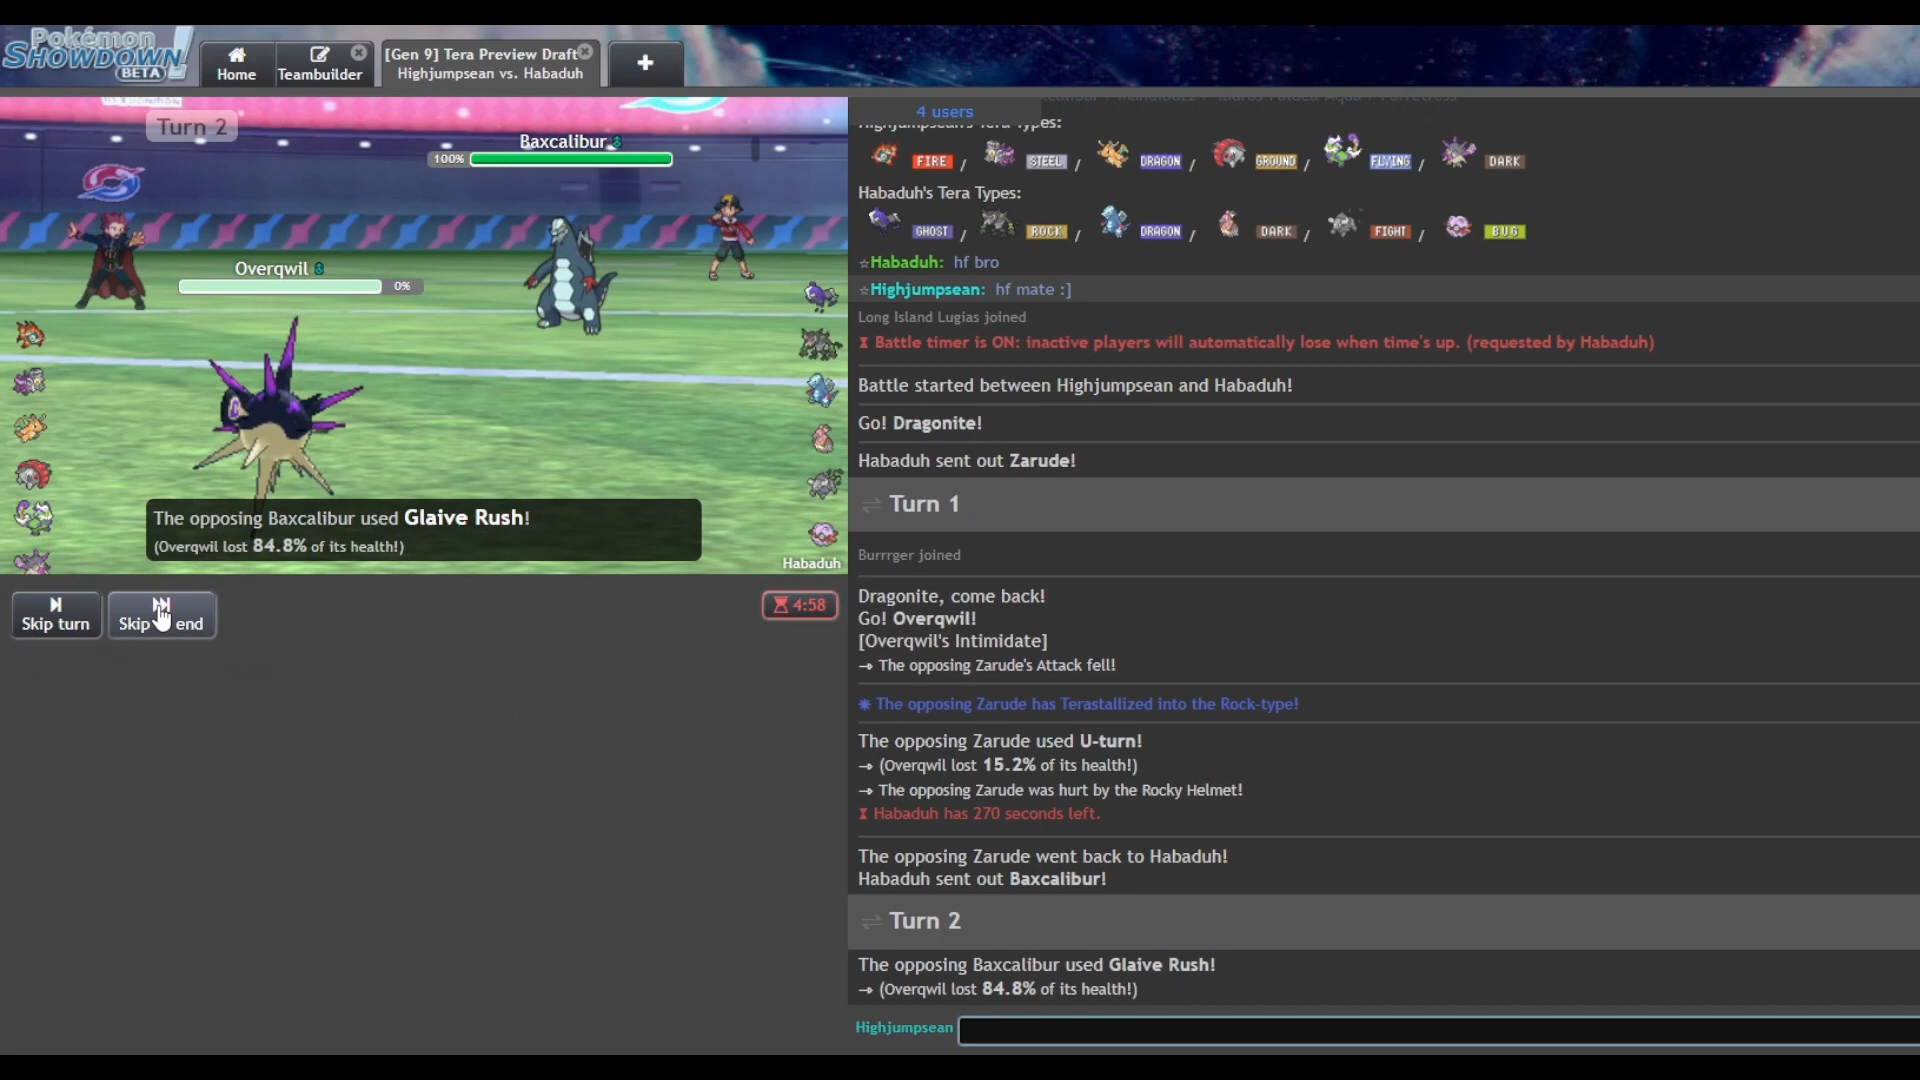 Pokémon
SHOWDOWN!
BETA
Home
Teambuilder
[Gen 9] Tera Preview Draft
Highjumpsean vs. Habaduh
+
Turn 2
Baxcalibur
100%
Overqwil
0%
The opposing Baxcalibur used Glaive Rush!
(Overqwil lost 84.8% of its health!)
Habaduh
Skip turn
Skip end
4:58
4 users
Highjumpsean's Tera Types:
FIRE / STEEL / DRAGON / GROUND / FLYING / DARK
Habaduh's Tera Types:
GHOST / ROCK / DRAGON / DARK / FIGHT / BUG
☆Habaduh: hf bro
☆Highjumpsean: hf mate :]
Long Island Lugias joined
Battle timer is ON: inactive players will automatically lose when time's up. (requested by Habaduh)
Battle started between Highjumpsean and Habaduh!
Go! Dragonite!
Habaduh sent out Zarude!
Turn 1
Burrrger joined
Dragonite, come back!
Go! Overqwil!
[Overqwil's Intimidate]
→ The opposing Zarude's Attack fell!
The opposing Zarude has Terastallized into the Rock-type!
The opposing Zarude used U-turn!
→ (Overqwil lost 15.2% of its health!)
→ The opposing Zarude was hurt by the Rocky Helmet!
Habaduh has 270 seconds left.
The opposing Zarude went back to Habaduh!
Habaduh sent out Baxcalibur!
Turn 2
The opposing Baxcalibur used Glaive Rush!
→ (Overqwil lost 84.8% of its health!)
Highjumpsean